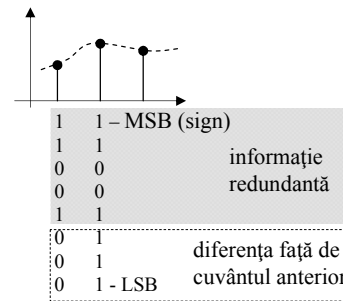 1 1 – MSB (sign)
1 1
0 0 informaţie
0 0 redundantă
1 1
0 1
0 1 diferenţa faţă de
0 1 - LSB cuvântul anterior